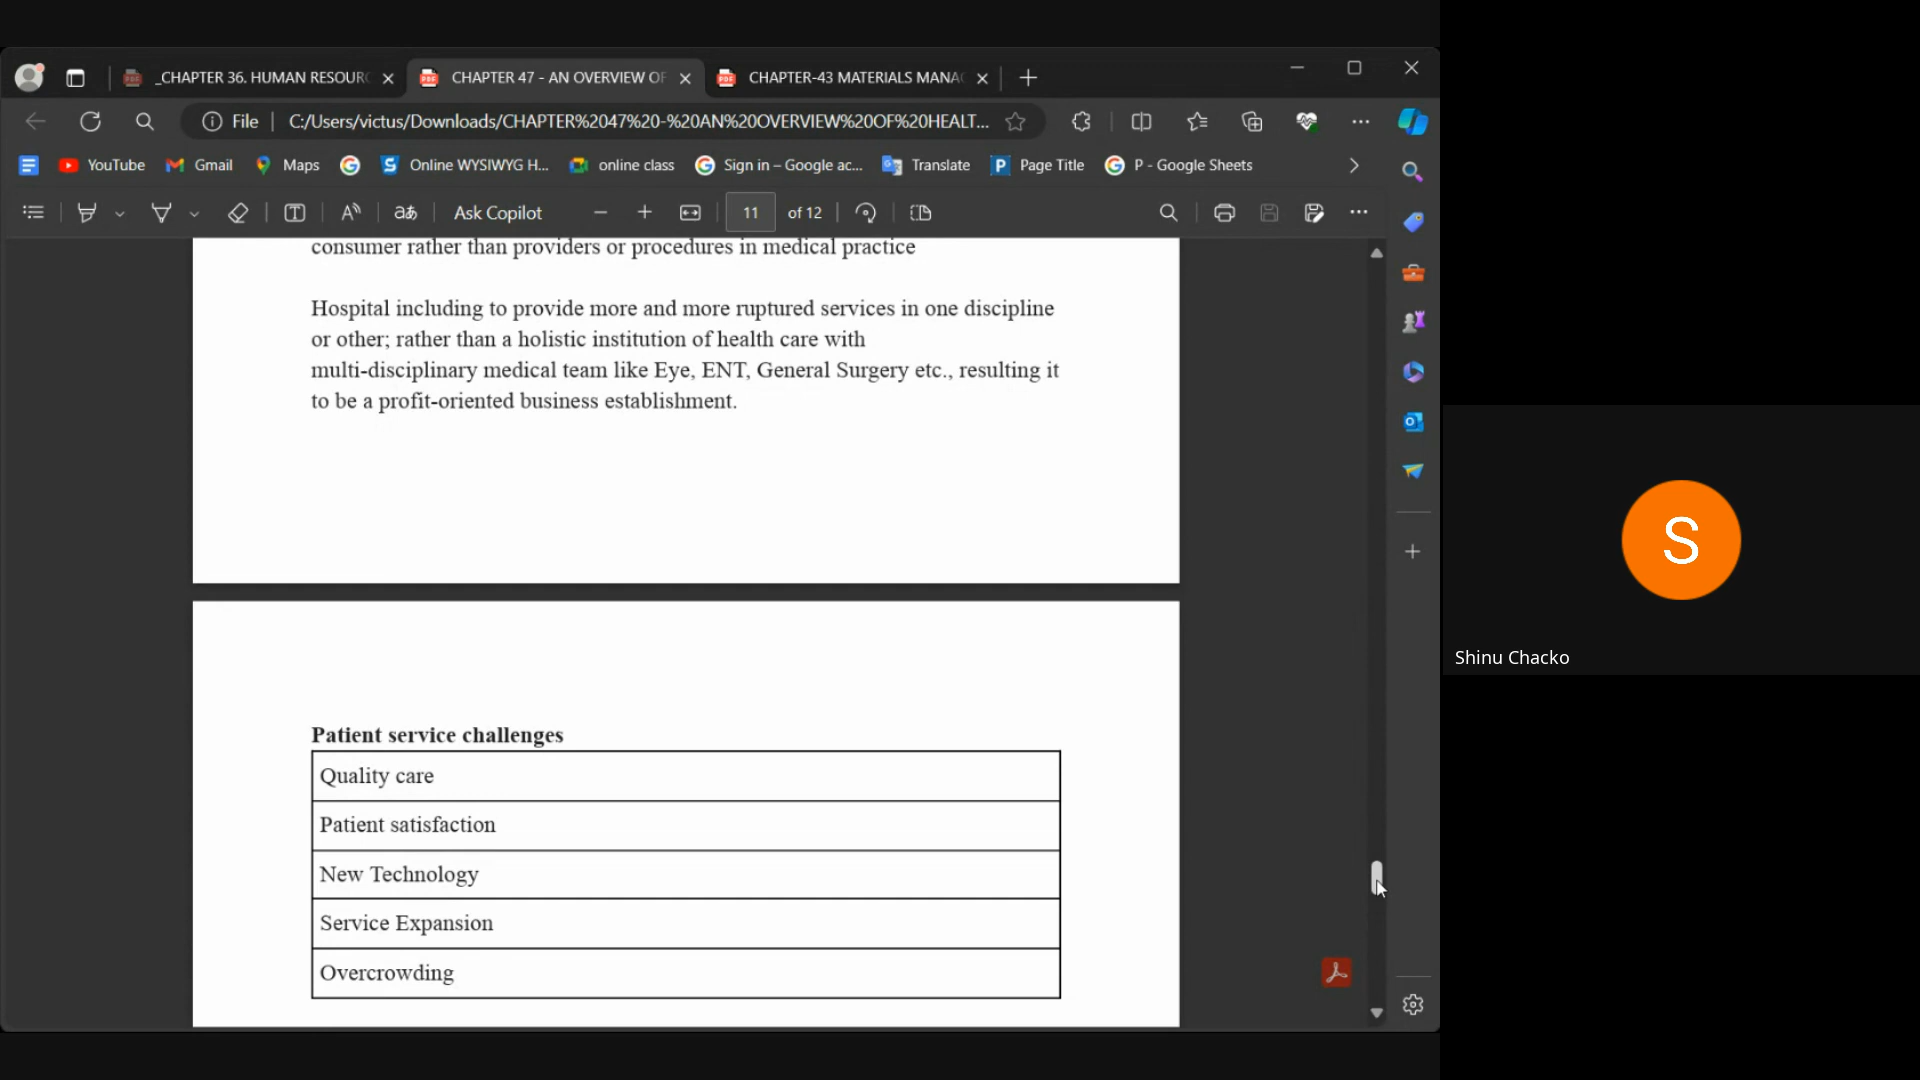 _CHAPTER 36. HUMAN RESOUR
CHAPTER 47 - AN OVERVIEW OF
CHAPTER-43 MATERIALS MANA
File
C:/Users/victus/Downloads/CHAPTER%2047%20-%20AN%20OVERVIEW%20OF%20HEALT...
YouTube
Gmail
Maps
Online WYSIWYG H...
online class
Sign in – Google ac...
Translate
Page Title
P - Google Sheets
Ask Copilot
11 of 12
consumer rather than providers or procedures in medical practice
Hospital including to provide more and more ruptured services in one discipline
or other; rather than a holistic institution of health care with
multi-disciplinary medical team like Eye, ENT, General Surgery etc., resulting it
to be a profit-oriented business establishment.
Patient service challenges
Quality care
Patient satisfaction
New Technology
Service Expansion
Overcrowding
S
Shinu Chacko